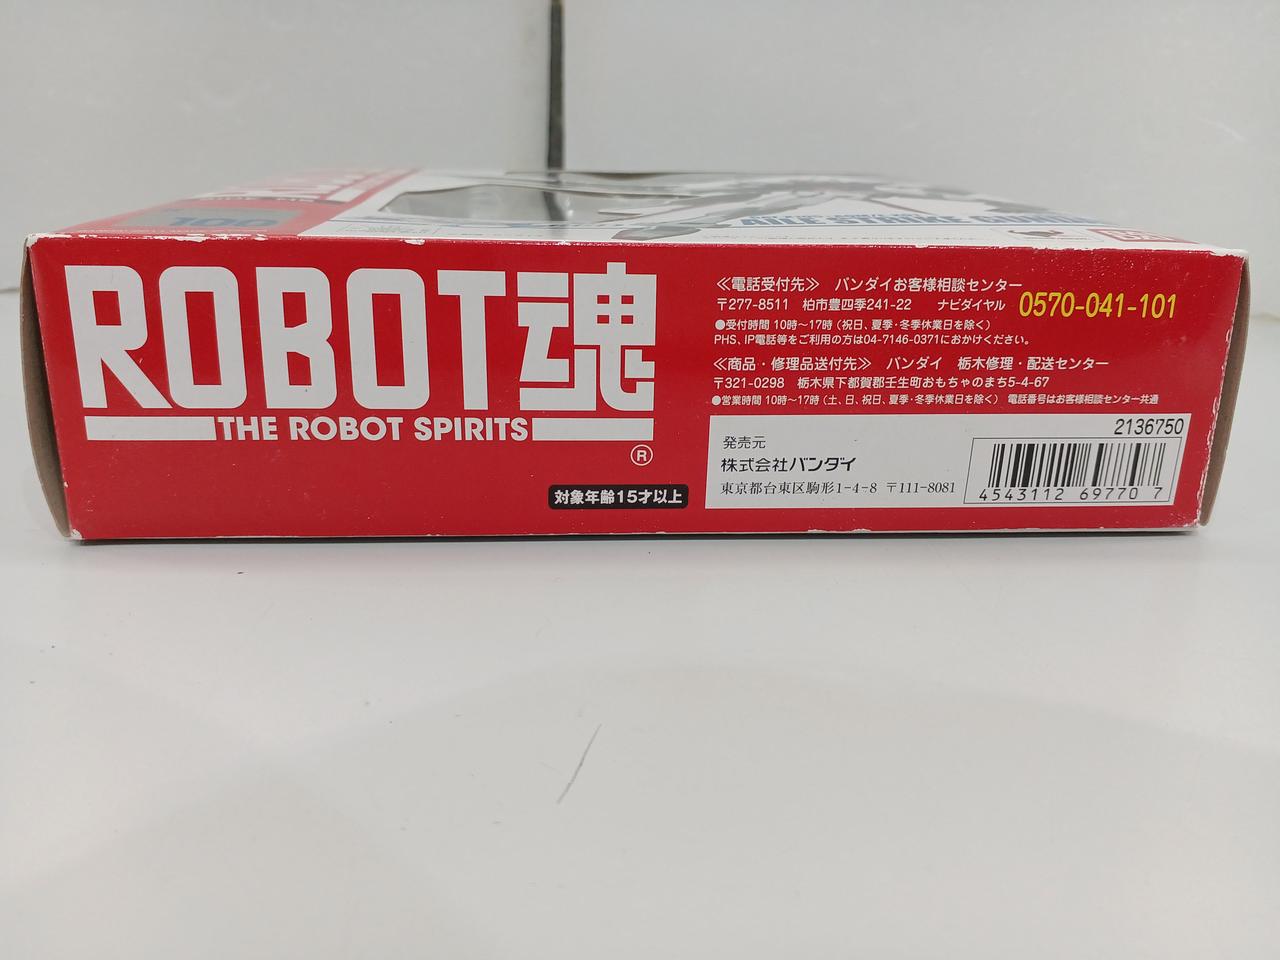 AILE STRIKE
ROBOT魂
THE ROBOT SPIRITS
®
対象年齢15才以上
≪電話受付先≫ バンダイお客様相談センター
〒277-8511 柏市豊四季241-22 ナビダイヤル 0570-041-101
●受付時間 10時〜17時(祝日、夏季・冬季休業日を除く)
PHS、IP電話等をご利用の方は04-7146-0371におかけください。
≪商品・修理品送付先≫ バンダイ 栃木修理・配送センター
〒321-0298 栃木県下都賀郡壬生町おもちゃのまち5-4-67
●営業時間 10時〜17時(土、日、祝日、夏季・冬季休業日を除く) 電話番号はお客様相談センター共通
2136750
発売元
株式会社バンダイ
東京都台東区駒形1-4-8 〒111-8081
4543112 69770 7